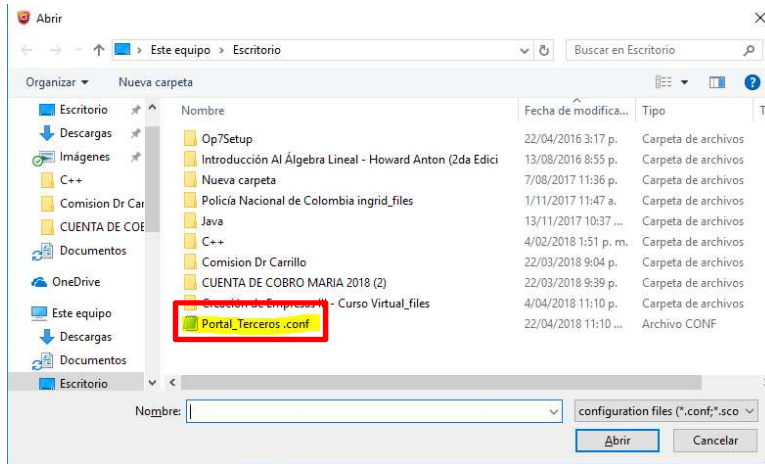 Abrir
Este equipo > Escritorio
Buscar en Escritorio
Organizar
Nueva carpeta
Escritorio
Descargas
Imágenes
C++
Comision Dr Car
CUENTA DE COB
Documentos
OneDrive
Este equipo
Descargas
Documentos
Escritorio
Nombre Fecha de modifica... Tipo T
Op7Setup 22/04/2016 3:17 p. Carpeta de archivos
Introducción Al Álgebra Lineal - Howard Anton (2da Edici 13/08/2016 8:55 p. Carpeta de archivos
Nueva carpeta 7/08/2017 11:36 p. Carpeta de archivos
Policía Nacional de Colombia ingrid_files 1/11/2017 11:47 a. Carpeta de archivos
Java 13/11/2017 10:37 ... Carpeta de archivos
C++ 4/02/2018 1:51 p. m. Carpeta de archivos
Comision Dr Carrillo 22/03/2018 9:04 p. Carpeta de archivos
CUENTA DE COBRO MARIA 2018 (2) 22/03/2018 9:39 p. Carpeta de archivos
Creación de Empresas III - Curso Virtual_files 4/04/2018 11:10 p. Carpeta de archivos
Portal_Terceros .conf 22/04/2018 11:10 ... Archivo CONF
Nombre:
configuration files (*.conf;*.sco
Abrir
Cancelar